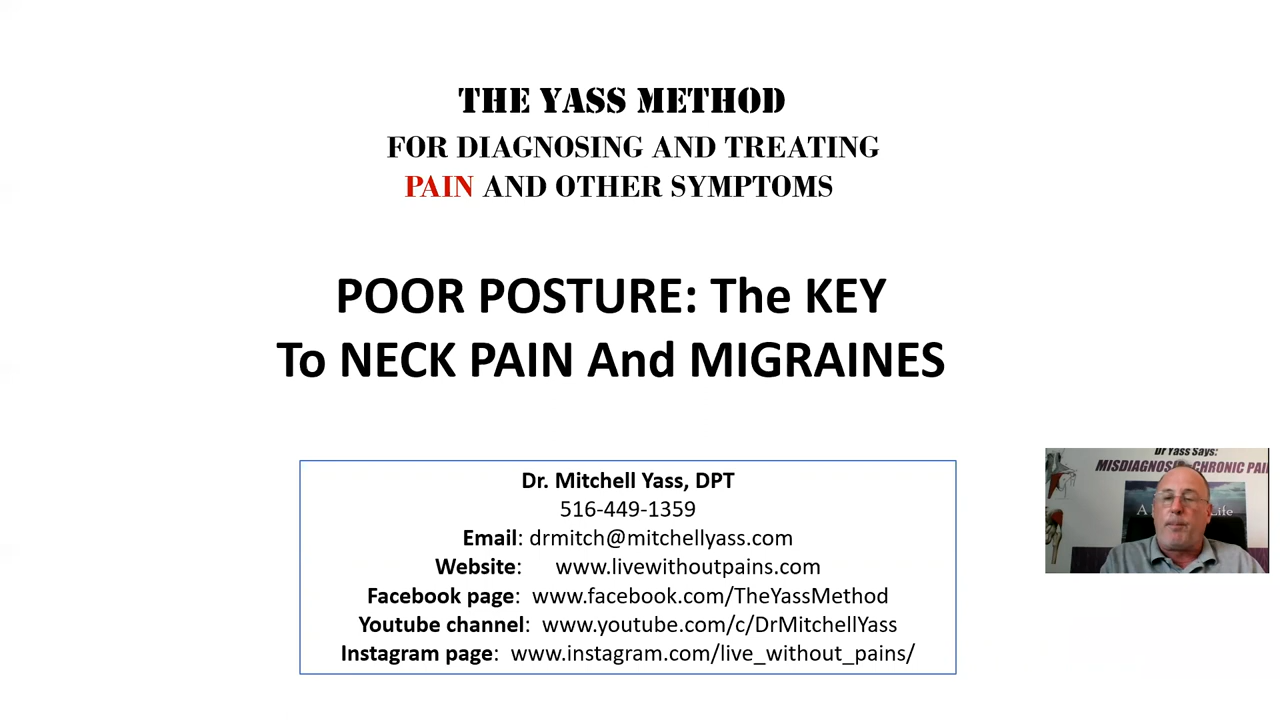 THE YASS METHOD
FOR DIAGNOSING AND TREATING
PAIN AND OTHER SYMPTOMS
POOR POSTURE: The KEY
To NECK PAIN And MIGRAINES
Dr. Mitchell Yass, DPT
516-449-1359
Email: drmitch@mitchellyass.com
Website: www.livewithoutpains.com
Facebook page: www.facebook.com/TheYassMethod
Youtube channel: www.youtube.com/c/DrMitchellYass
Instagram page: www.instagram.com/live_without_pains/
Dr Yass Says:
CHRONIC
A Life